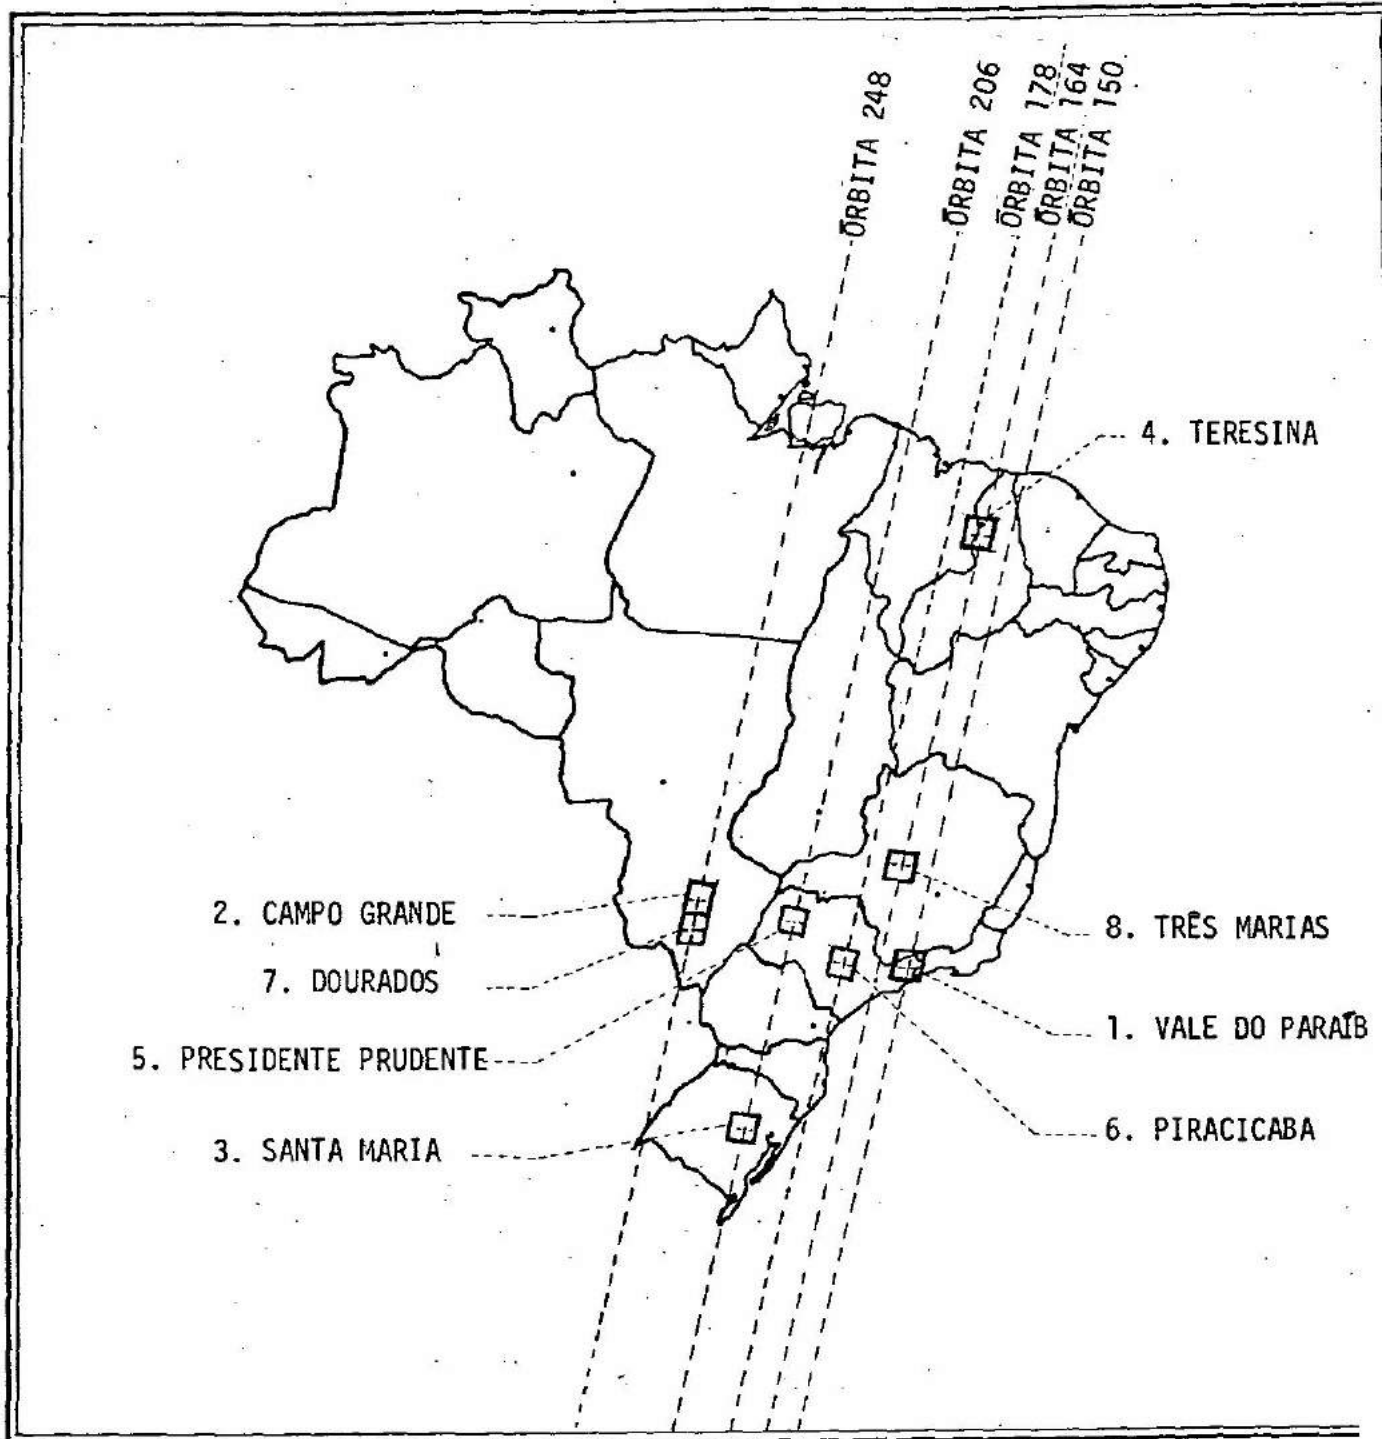 ÓRBITA 248
ÓRBITA 206
ÓRBITA 178
ÓRBITA 164
ÓRBITA 150
4. TERESINA
2. CAMPO GRANDE
7. DOURADOS
5. PRESIDENTE PRUDENTE
3. SANTA MARIA
8. TRÊS MARIAS
1. VALE DO PARAÍB
6. PIRACICABA